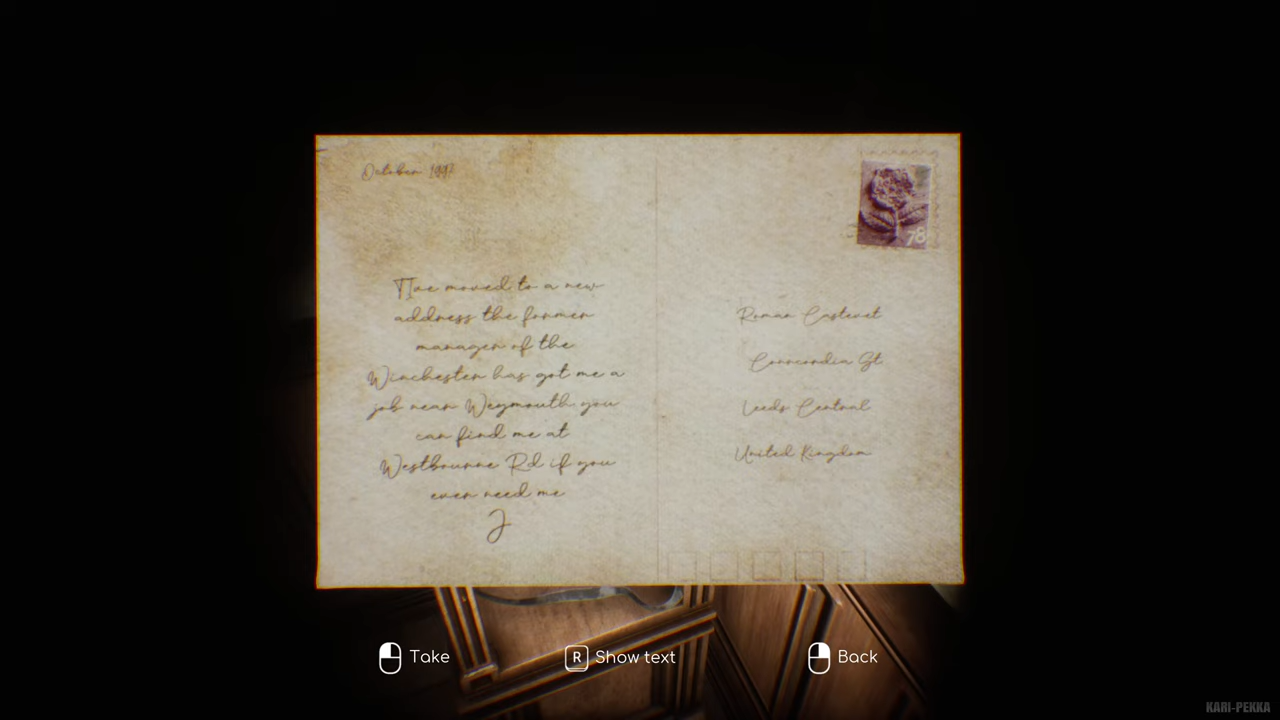 October 1997
I've moved to a new
address the former
manager of the
Winchester has got me a
job near Weymouth you
can find me at
Westbourne Rd if you
ever need me
J
78
Roman Castevet
Conrcordia St
Leeds Central
United Kingdom
Take
R Show text
Back
KARI-PEKKA